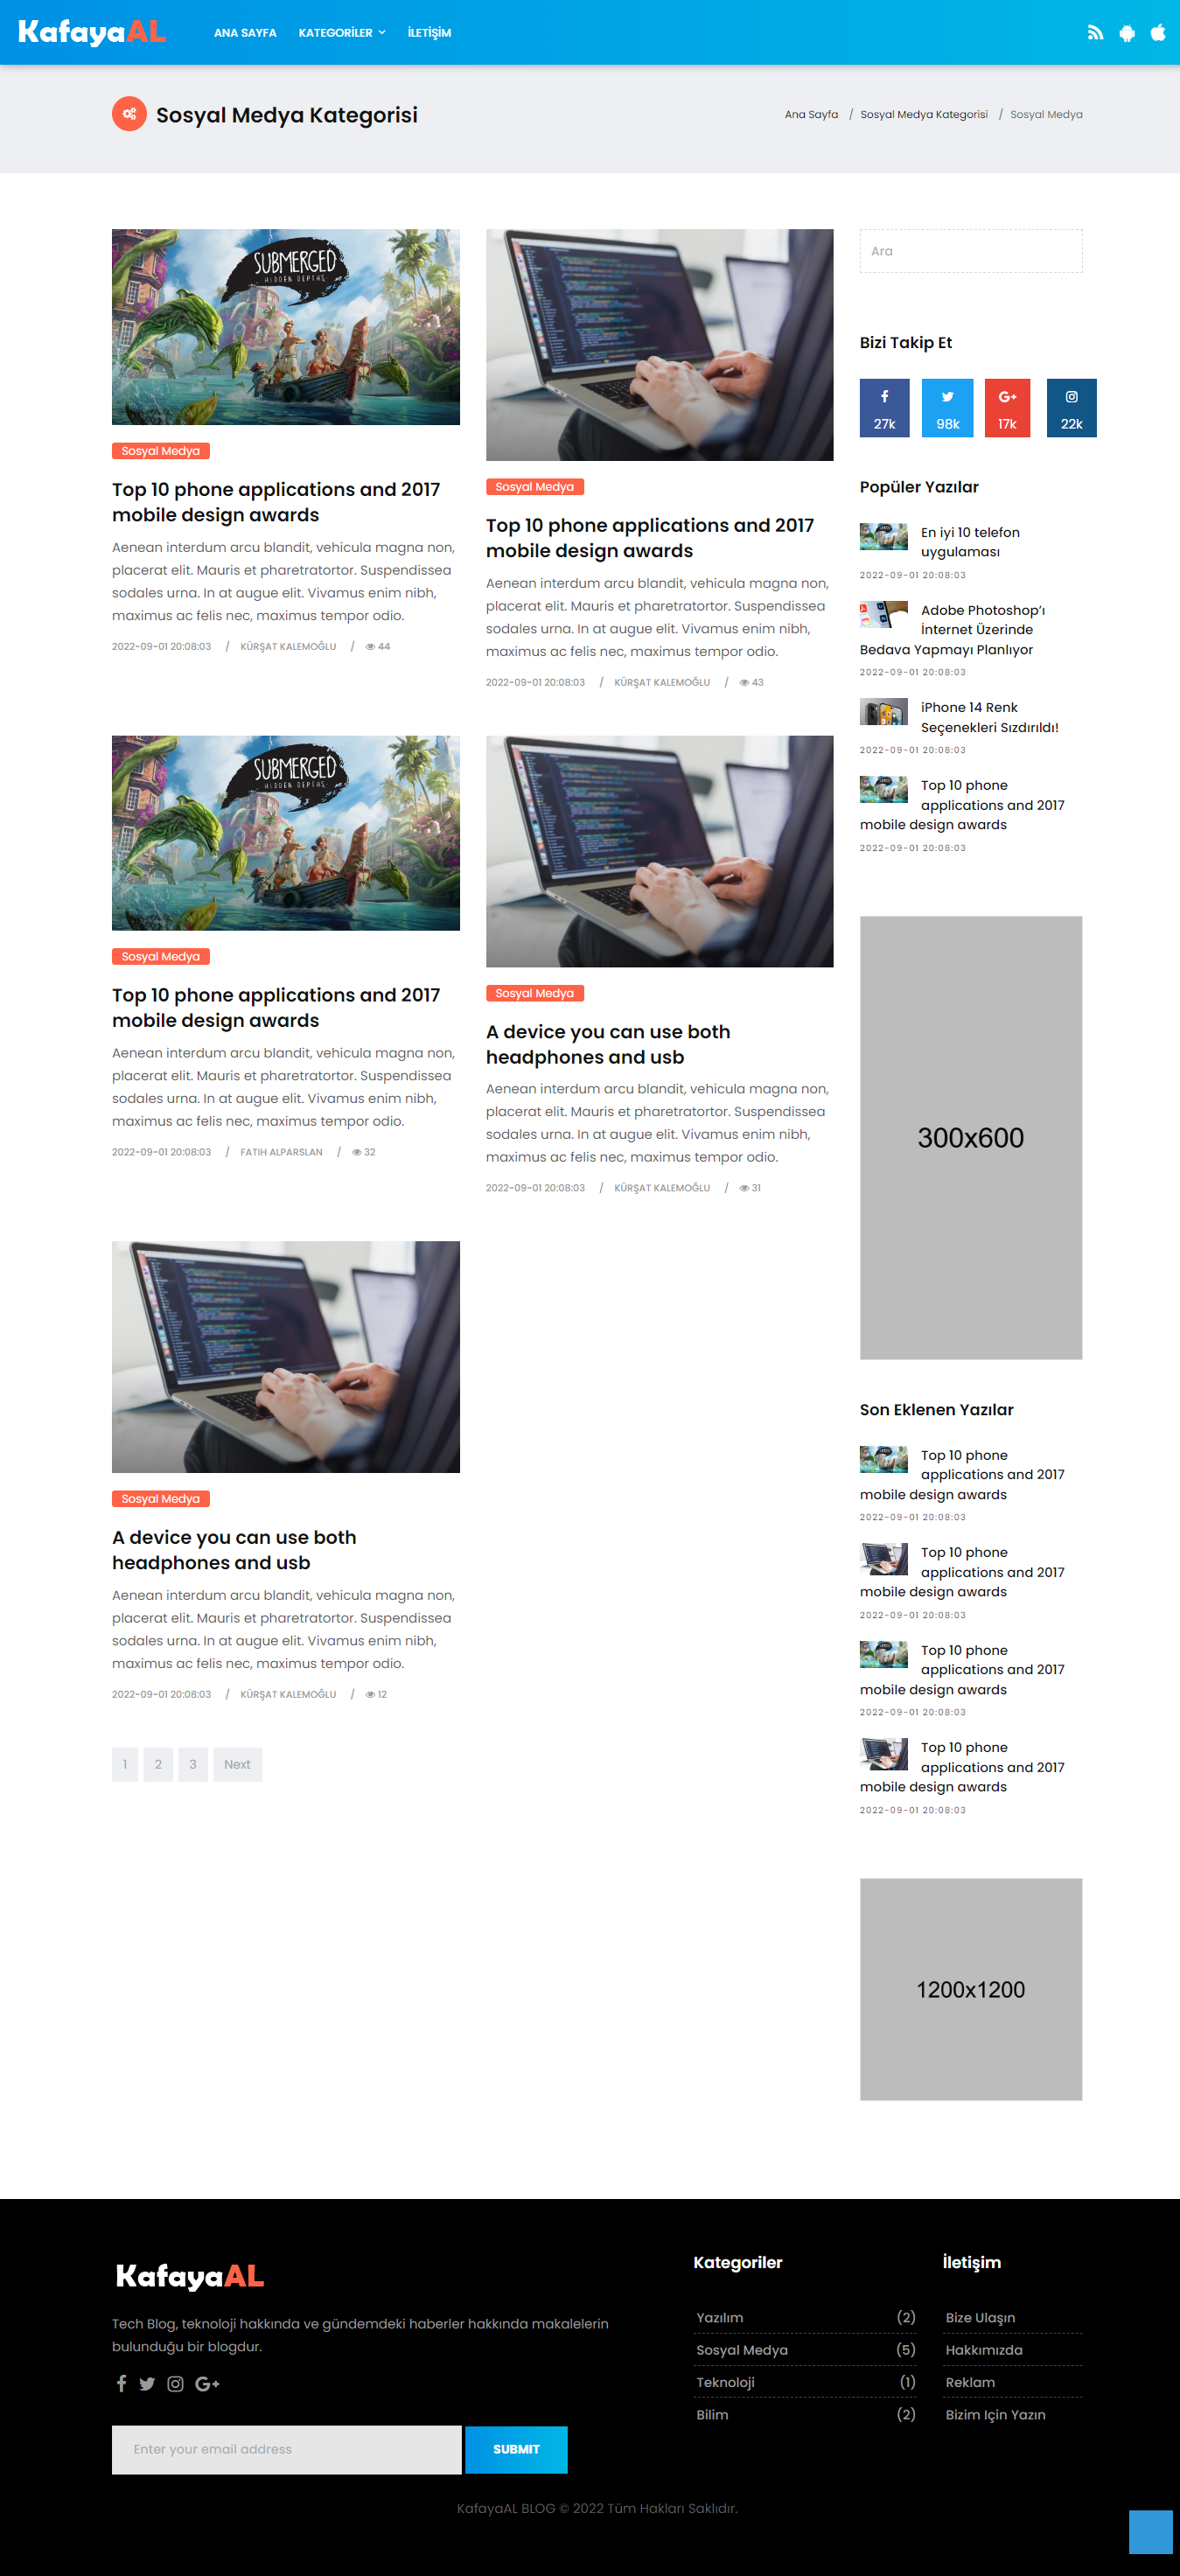 KafayaAL
ANA SAYFA KATEGORİLER İLETİŞİM
Sosyal Medya Kategorisi
Ana Sayfa / Sosyal Medya Kategorisi / Sosyal Medya
SUBMERGED
HIDDEN DEPTHS
Sosyal Medya
Top 10 phone applications and 2017
mobile design awards
Aenean interdum arcu blandit, vehicula magna non,
placerat elit. Mauris et pharetratortor. Suspendissea
sodales urna. In at augue elit. Vivamus enim nibh,
maximus ac felis nec, maximus tempor odio.
2022-09-01 20:08:03 / KÜRŞAT KALEMOĞLU / 44
Sosyal Medya
Top 10 phone applications and 2017
mobile design awards
Aenean interdum arcu blandit, vehicula magna non,
placerat elit. Mauris et pharetratortor. Suspendissea
sodales urna. In at augue elit. Vivamus enim nibh,
maximus ac felis nec, maximus tempor odio.
2022-09-01 20:08:03 / KÜRŞAT KALEMOĞLU / 43
SUBMERGED
HIDDEN DEPTHS
Sosyal Medya
Top 10 phone applications and 2017
mobile design awards
Aenean interdum arcu blandit, vehicula magna non,
placerat elit. Mauris et pharetratortor. Suspendissea
sodales urna. In at augue elit. Vivamus enim nibh,
maximus ac felis nec, maximus tempor odio.
2022-09-01 20:08:03 / FATIH ALPARSLAN / 32
Sosyal Medya
A device you can use both
headphones and usb
Aenean interdum arcu blandit, vehicula magna non,
placerat elit. Mauris et pharetratortor. Suspendissea
sodales urna. In at augue elit. Vivamus enim nibh,
maximus ac felis nec, maximus tempor odio.
2022-09-01 20:08:03 / KÜRŞAT KALEMOĞLU / 31
Sosyal Medya
A device you can use both
headphones and usb
Aenean interdum arcu blandit, vehicula magna non,
placerat elit. Mauris et pharetratortor. Suspendissea
sodales urna. In at augue elit. Vivamus enim nibh,
maximus ac felis nec, maximus tempor odio.
2022-09-01 20:08:03 / KÜRŞAT KALEMOĞLU / 12
1 2 3 Next
Ara
Bizi Takip Et
27k 98k 17k 22k
Popüler Yazılar
En iyi 10 telefon
uygulaması
2022-09-01 20:08:03
Adobe Photoshop’ı
İnternet Üzerinde
Bedava Yapmayı Planlıyor
2022-09-01 20:08:03
iPhone 14 Renk
Seçenekleri Sızdırıldı!
2022-09-01 20:08:03
Top 10 phone
applications and 2017
mobile design awards
2022-09-01 20:08:03
300x600
Son Eklenen Yazılar
Top 10 phone
applications and 2017
mobile design awards
2022-09-01 20:08:03
Top 10 phone
applications and 2017
mobile design awards
2022-09-01 20:08:03
Top 10 phone
applications and 2017
mobile design awards
2022-09-01 20:08:03
Top 10 phone
applications and 2017
mobile design awards
2022-09-01 20:08:03
1200x1200
KafayaAL
Tech Blog, teknoloji hakkında ve gündemdeki haberler hakkında makalelerin
bulunduğu bir blogdur.
Enter your email address SUBMIT
Kategoriler
Yazılım (2)
Sosyal Medya (5)
Teknoloji (1)
Bilim (2)
İletişim
Bize Ulaşın
Hakkımızda
Reklam
Bizim Için Yazın
KafayaAL BLOG © 2022 Tüm Hakları Saklıdır.